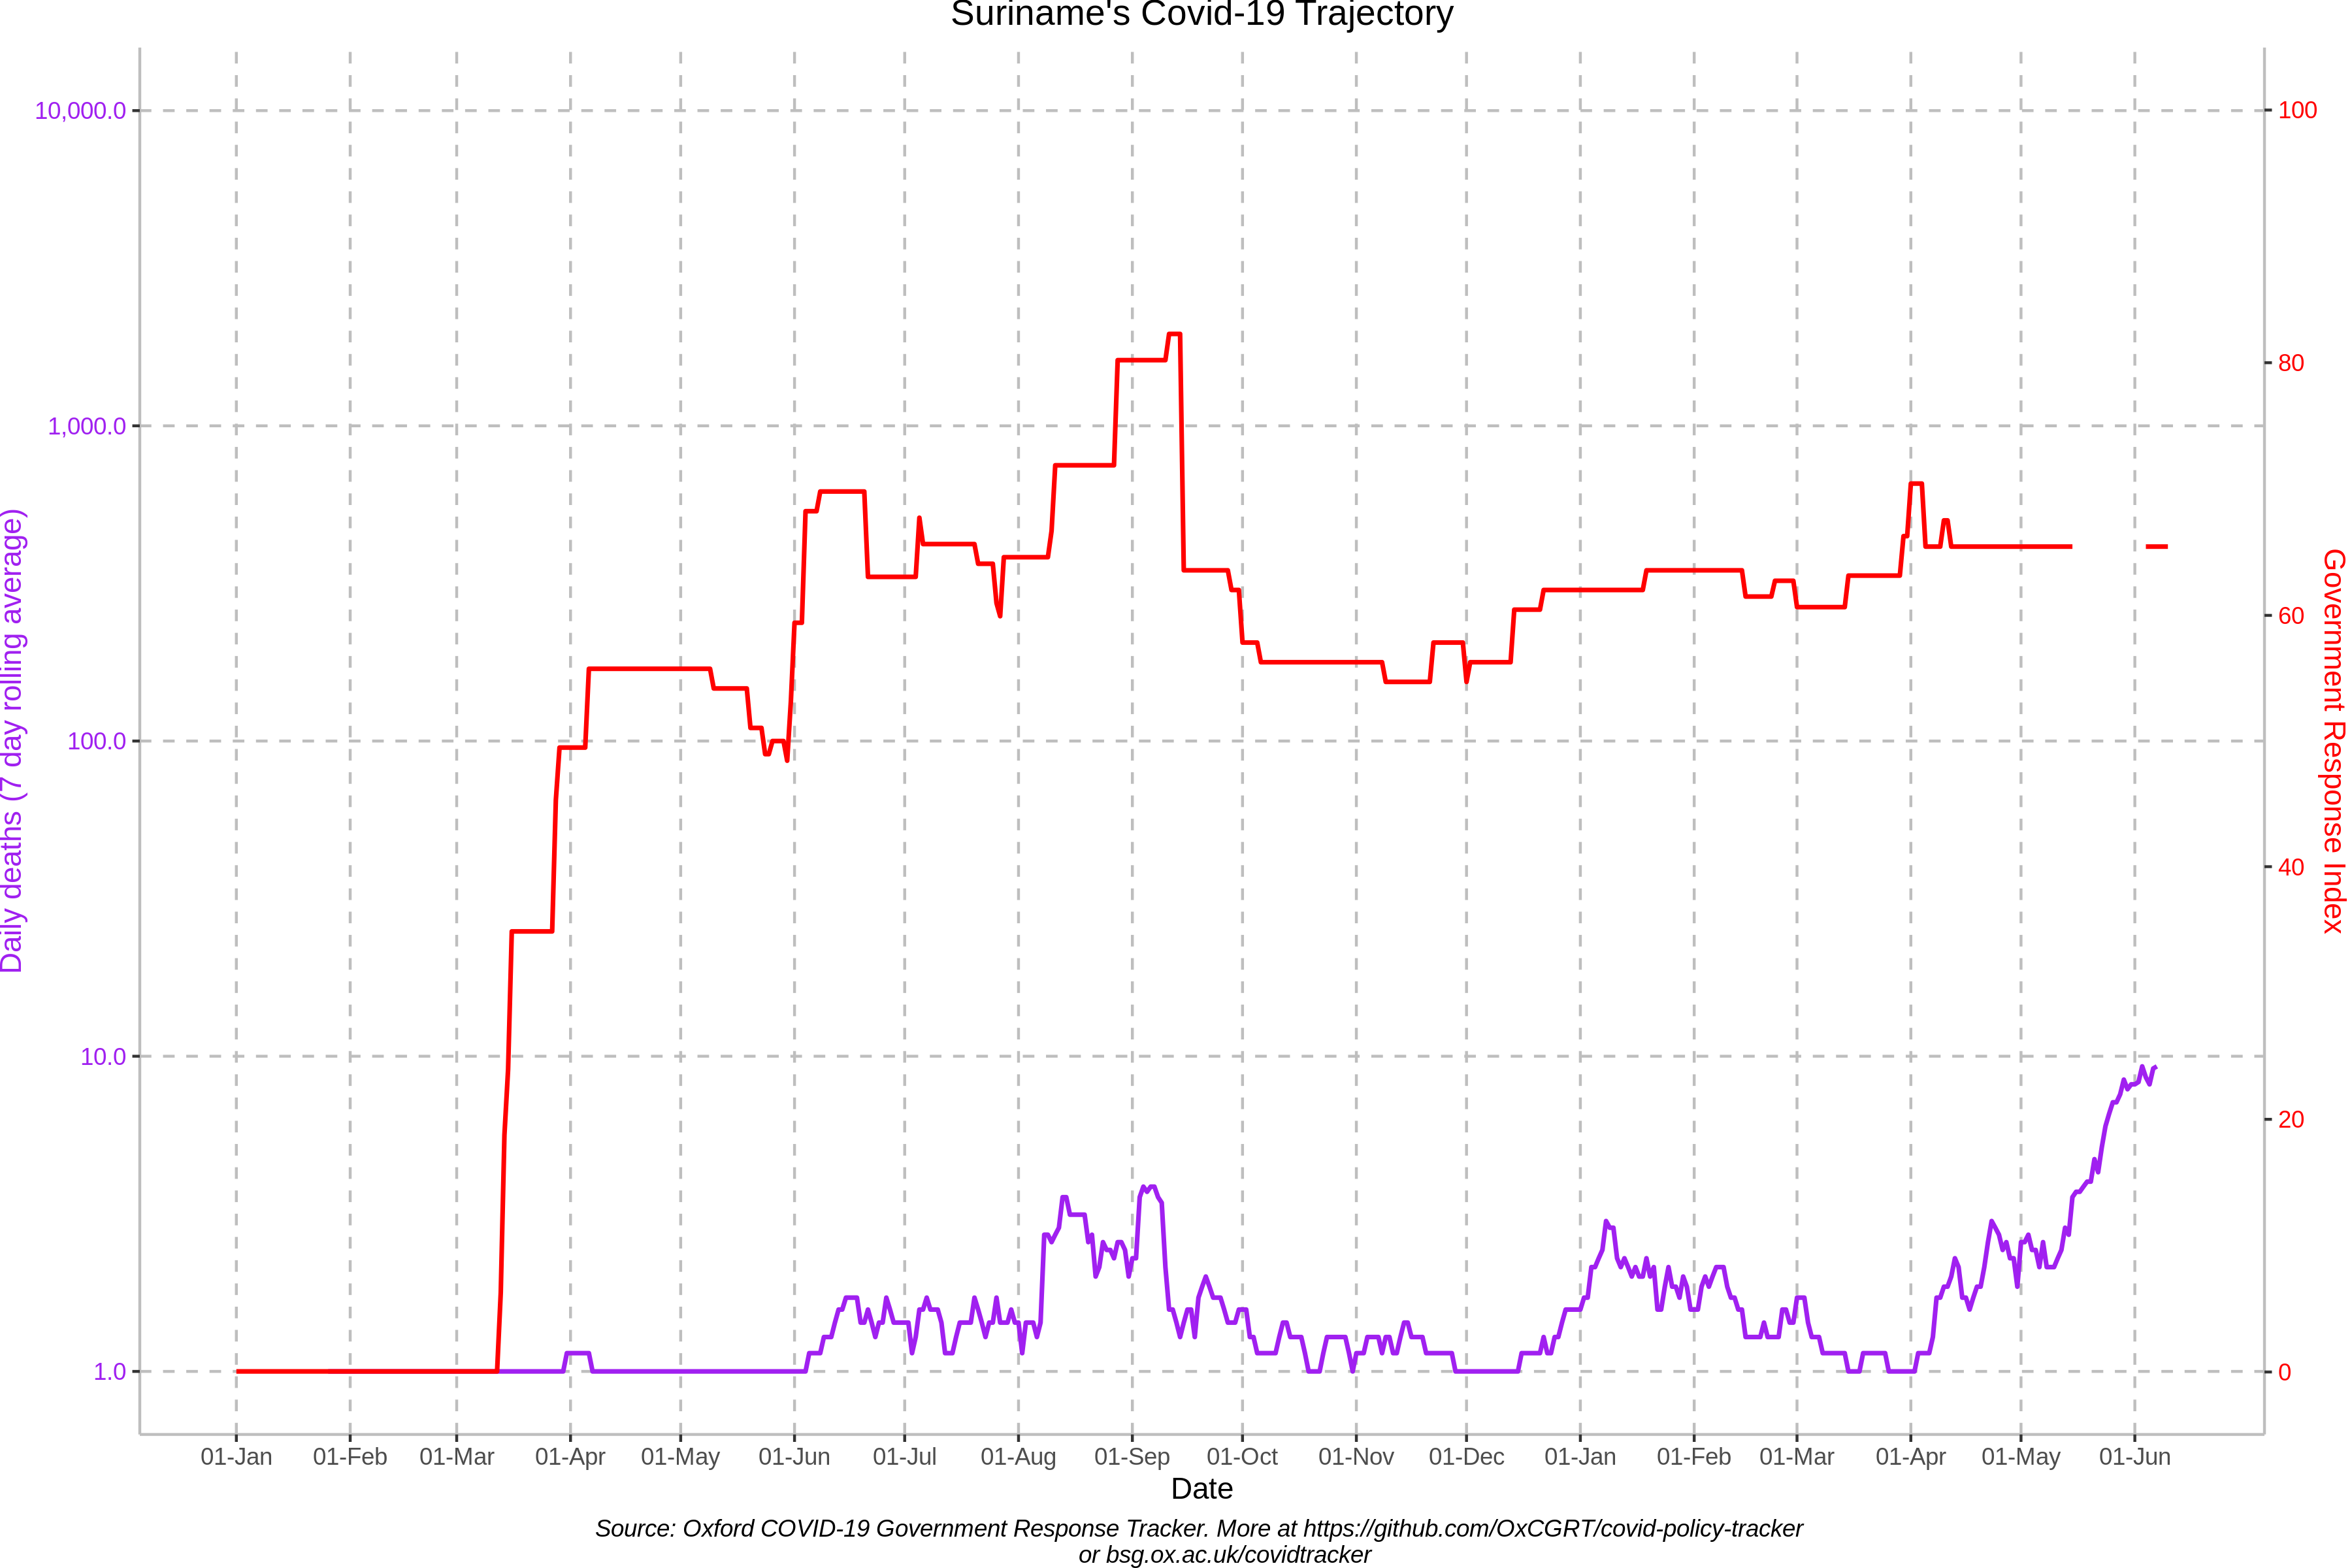 Suriname's Covid-19 Trajectory
10,000.0
1,000.0
100.0
10.0
1.0
Daily deaths (7 day rolling average)
100
80
60
40
20
0
Government Response Index
01-Jan 01-Feb 01-Mar 01-Apr 01-May 01-Jun 01-Jul 01-Aug 01-Sep 01-Oct 01-Nov 01-Dec 01-Jan 01-Feb 01-Mar 01-Apr 01-May 01-Jun
Date
Source: Oxford COVID-19 Government Response Tracker. More at https://github.com/OxCGRT/covid-policy-tracker
or bsg.ox.ac.uk/covidtracker